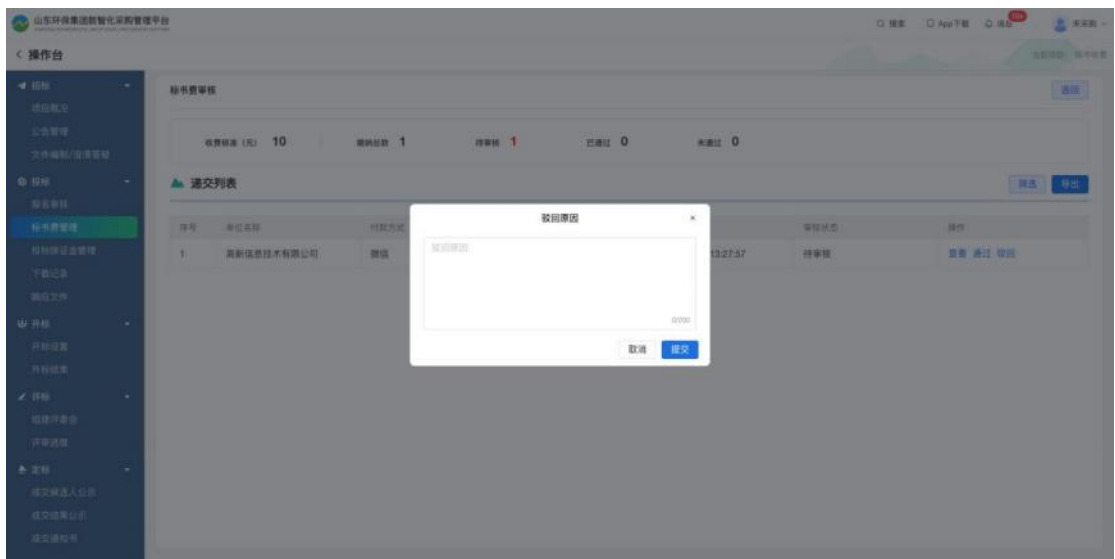 山东环保集团数智化采购管理平台
搜索 App下载 消息
操作台
招标
项目概况
公告管理
标书费审核
返回
收费标准（元） 10 缴纳总数 1 待审核 1 已通过 0 未通过 0
投标
报名审核
标书费管理
投标保证金管理
下载记录
响应文件
递交列表
筛选 导出
序号 单位名称 付款方式 审核状态 操作
1 高新信息技术有限公司 微信 13:27:57 待审核 查看 通过 驳回
驳回原因 ×
驳回原因
0/200
取消 提交
开标
开标设置
开标结果
评标
组建评委会
评审进度
定标
成交候选人公示
成交结果公示
成交通知书